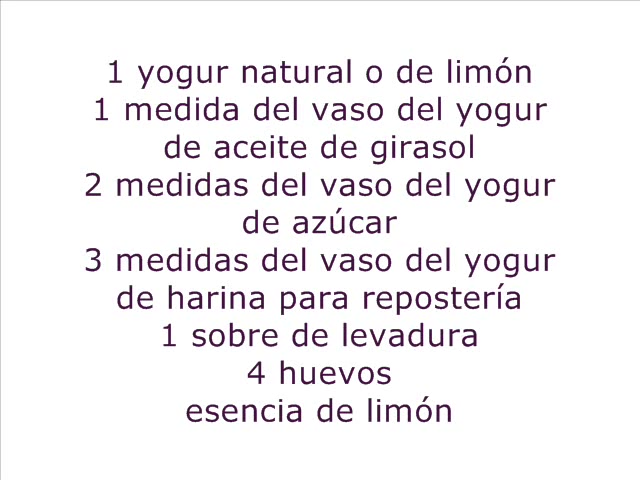 1 yogur natural o de limón
1 medida del vaso del yogur
de aceite de girasol
2 medidas del vaso del yogur
de azúcar
3 medidas del vaso del yogur
de harina para repostería
1 sobre de levadura
4 huevos
esencia de limón